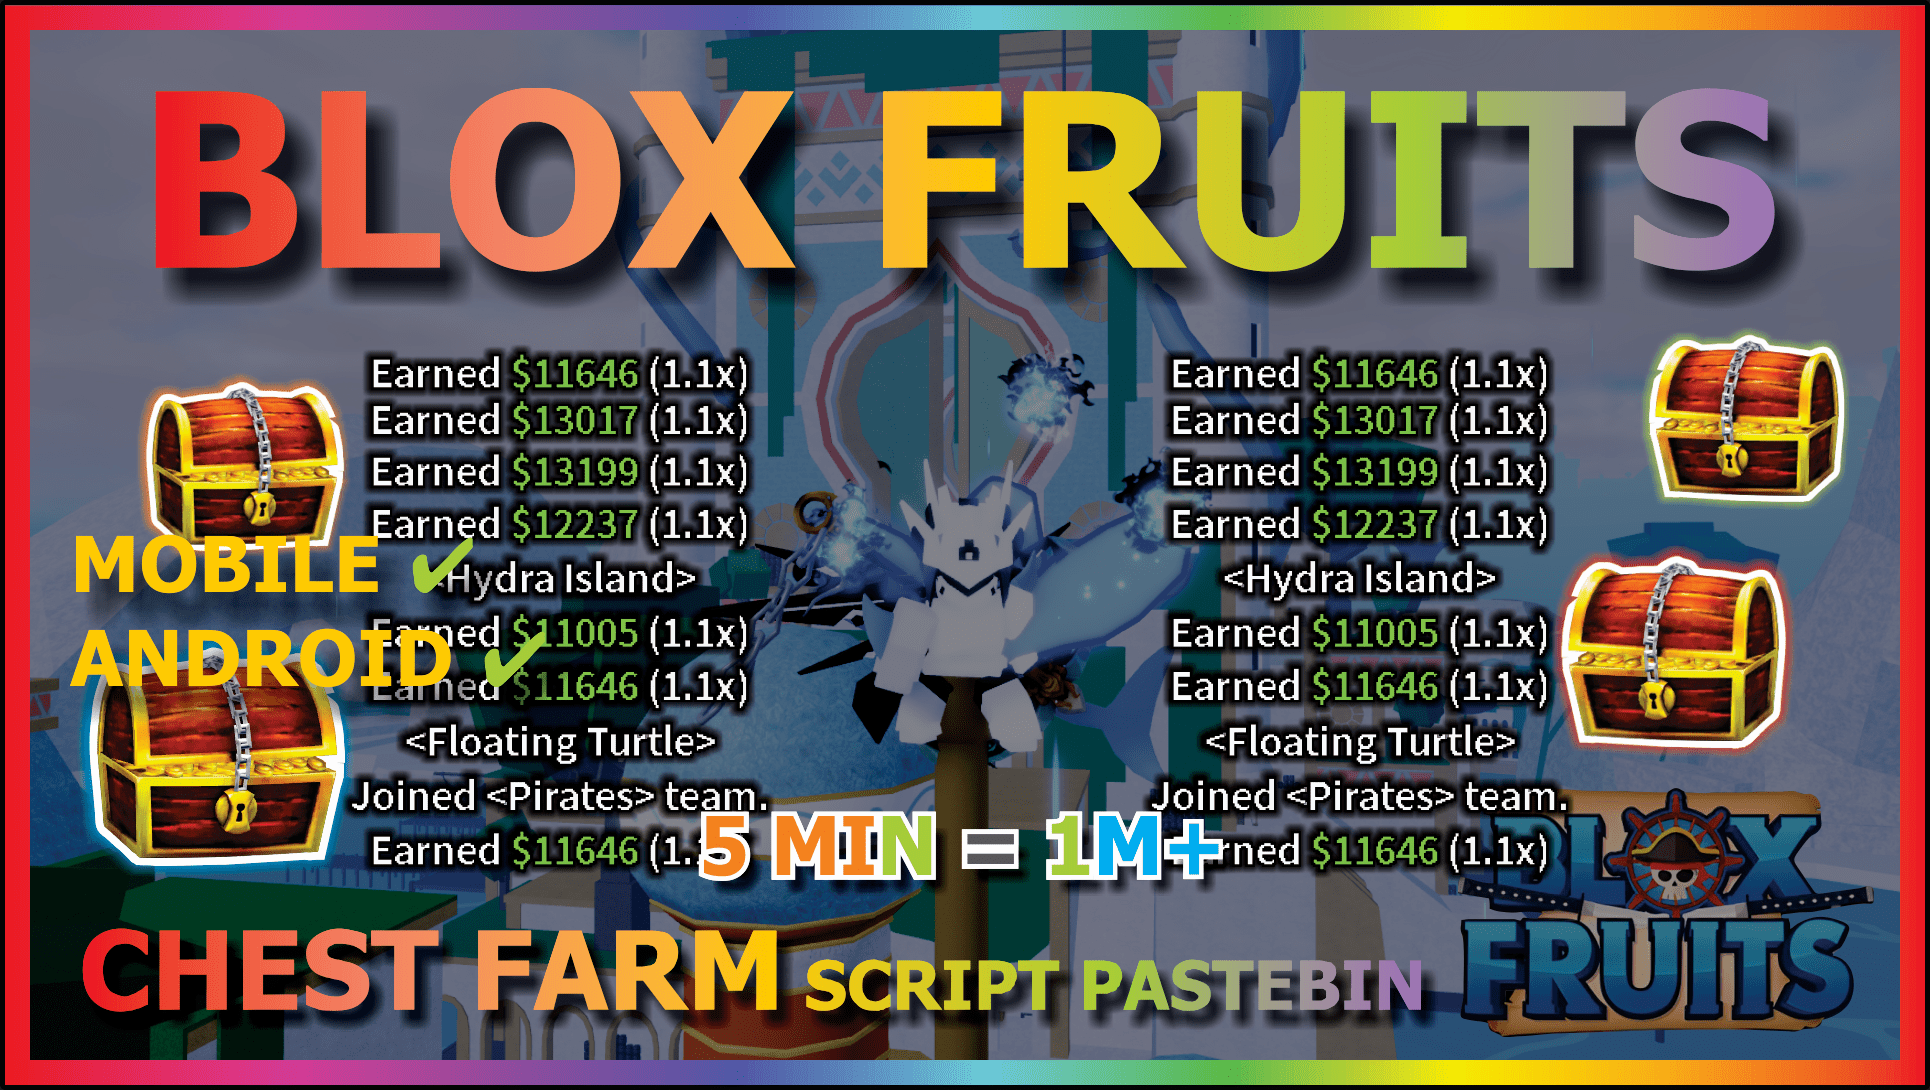 BLOX FRUITS
Earned $11646 (1.1x)
Earned $13017 (1.1x)
Earned $13199 (1.1x)
Earned $12237 (1.1x)
<Hydra Island>
Earned $11005 (1.1x)
Earned $11646 (1.1x)
<Floating Turtle>
Joined <Pirates> team.
Earned $11646 (1.
Earned $11646 (1.1x)
Earned $13017 (1.1x)
Earned $13199 (1.1x)
Earned $12237 (1.1x)
<Hydra Island>
Earned $11005 (1.1x)
Earned $11646 (1.1x)
<Floating Turtle>
Joined <Pirates> team.
Earned $11646 (1.1x)
MOBILE ✔
ANDROID ✔
5 MIN = 1M+
CHEST FARM SCRIPT PASTEBIN
BLOX
FRUITS